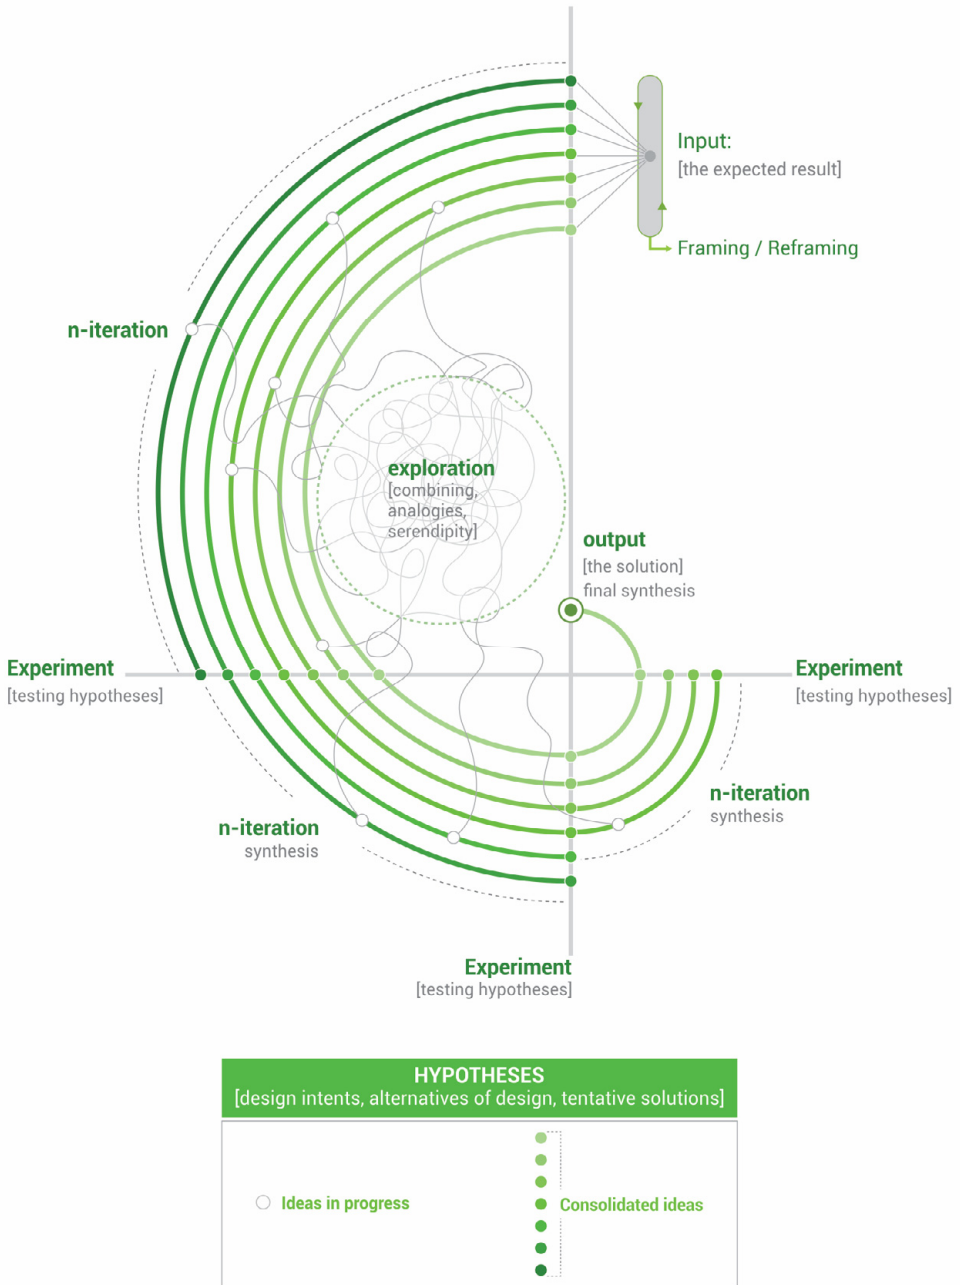 Input:
[the expected result]
Framing / Reframing
n-iteration
exploration
[combining,
analogies,
serendipity]
output
[the solution]
final synthesis
Experiment
[testing hypotheses]
Experiment
[testing hypotheses]
n-iteration
synthesis
n-iteration
synthesis
Experiment
[testing hypotheses]
HYPOTHESES
[design intents, alternatives of design, tentative solutions]
Ideas in progress
Consolidated ideas